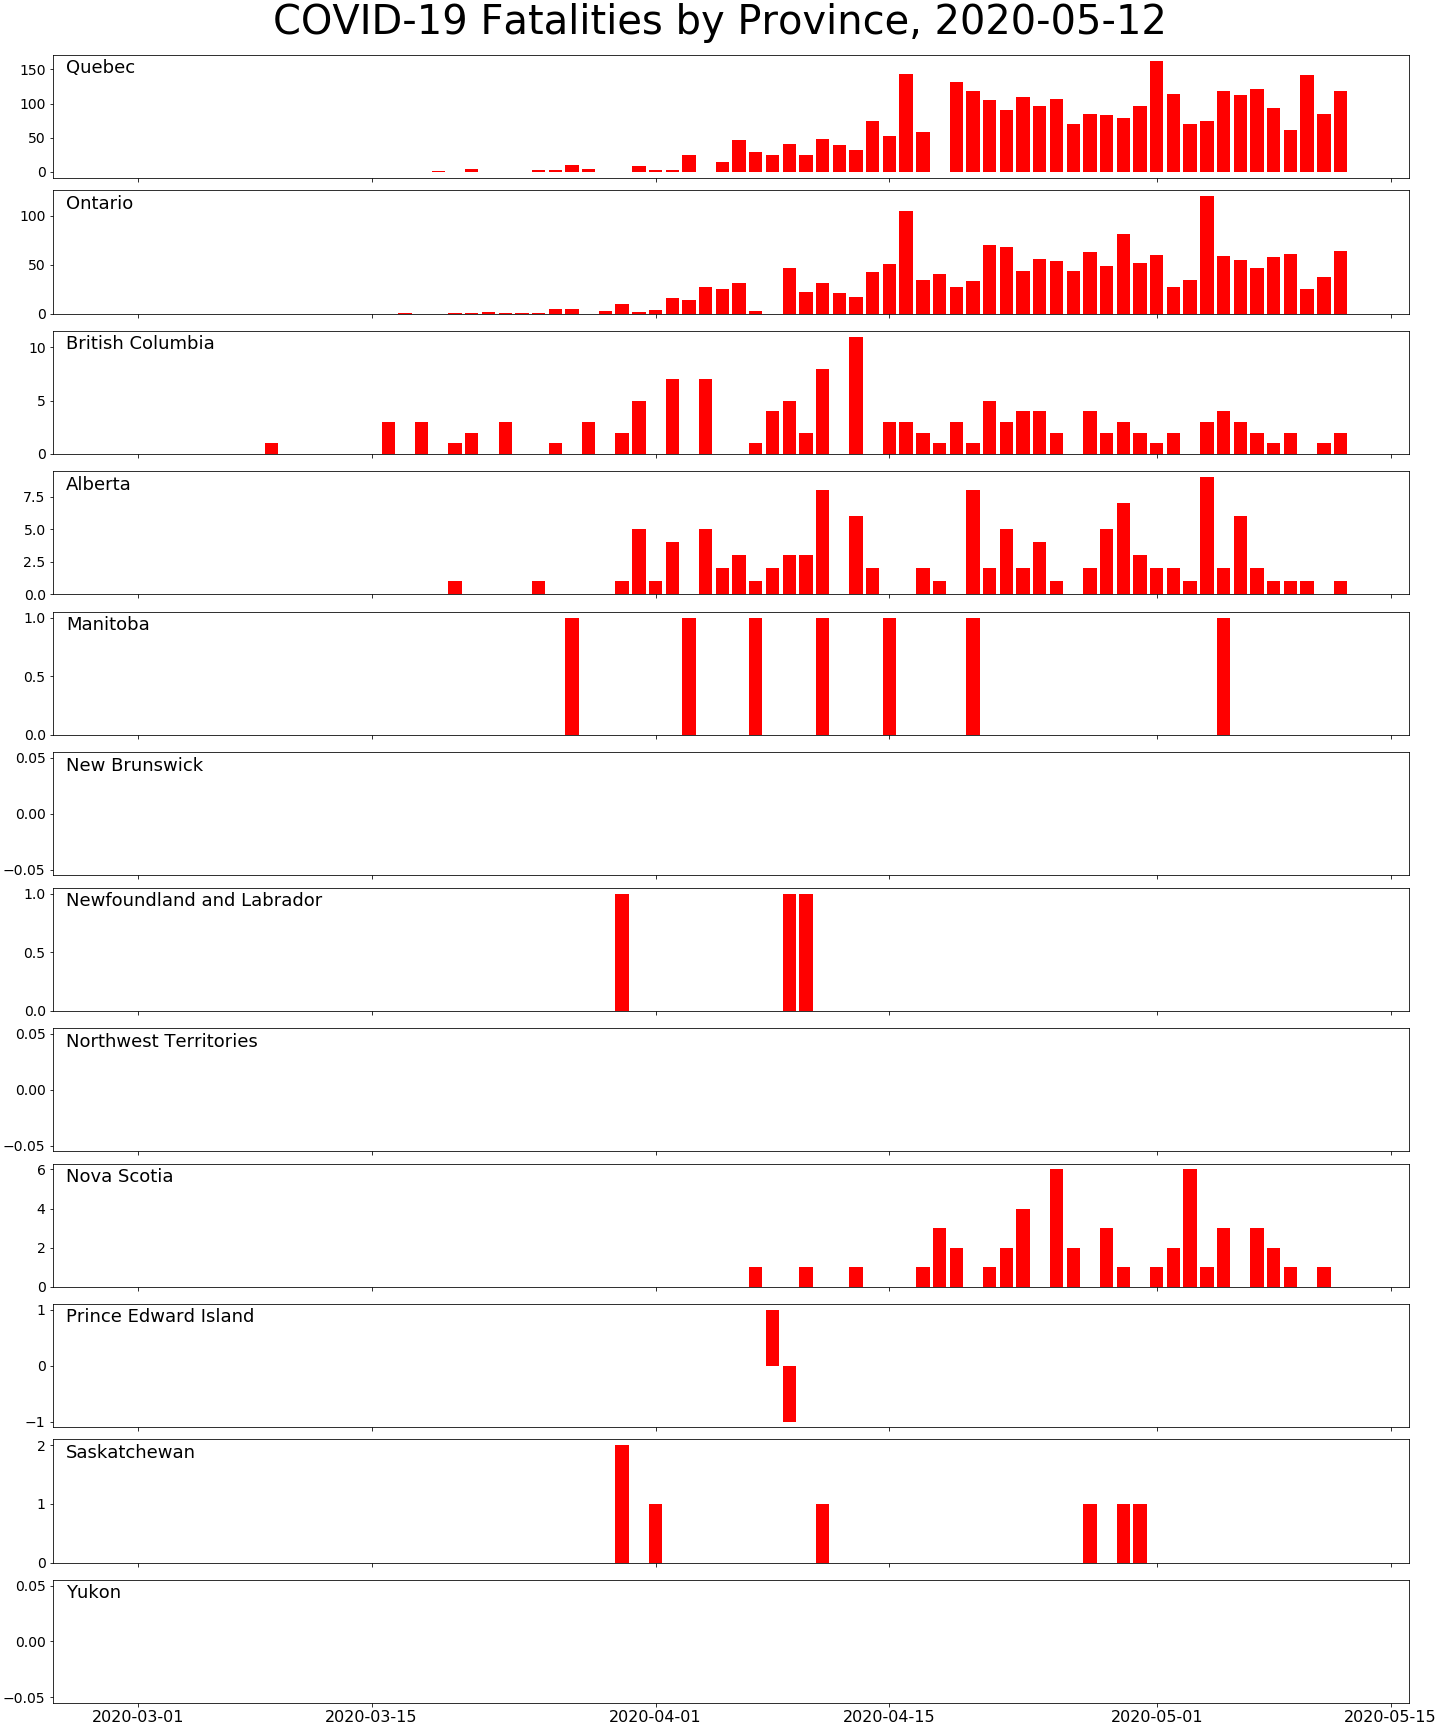 COVID-19 Fatalities by Province, 2020-05-12
Quebec
150
100
50
0
Ontario
100
50
0
British Columbia
10
5
0
Alberta
7.5
5.0
2.5
0.0
Manitoba
1.0
0.5
0.0
New Brunswick
0.05
0.00
−0.05
Newfoundland and Labrador
1.0
0.5
0.0
Northwest Territories
0.05
0.00
−0.05
Nova Scotia
6
4
2
0
Prince Edward Island
1
0
−1
Saskatchewan
2
1
0
Yukon
0.05
0.00
−0.05
2020-03-01 2020-03-15 2020-04-01 2020-04-15 2020-05-01 2020-05-15